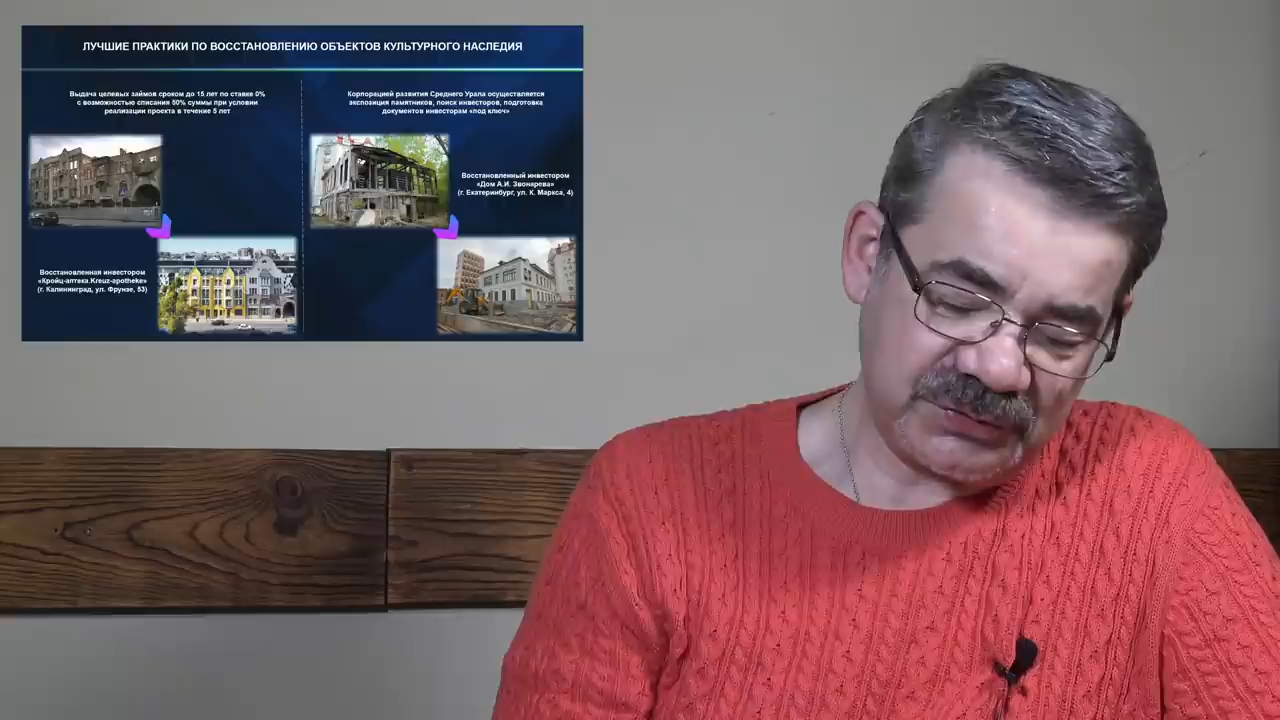 ЛУЧШИЕ ПРАКТИКИ ПО ВОССТАНОВЛЕНИЮ ОБЪЕКТОВ КУЛЬТУРНОГО НАСЛЕДИЯ
Выдача целевых займов сроком до 15 лет по ставке 0%
с возможностью списания 50% суммы при условии
реализации проекта в течение 5 лет
Корпорацией развития Среднего Урала осуществляется
экспозиция памятников, поиск инвесторов, подготовка
документов инвесторам «под ключ»
Восстановленный инвестором
«Дом А.И. Звонарева»
(г. Екатеринбург, ул. К. Маркса, 4)
Восстановленная инвестором
«Кройц-аптека.Kreuz-apotheke»
(г. Калининград, ул. Фрунзе, 53)